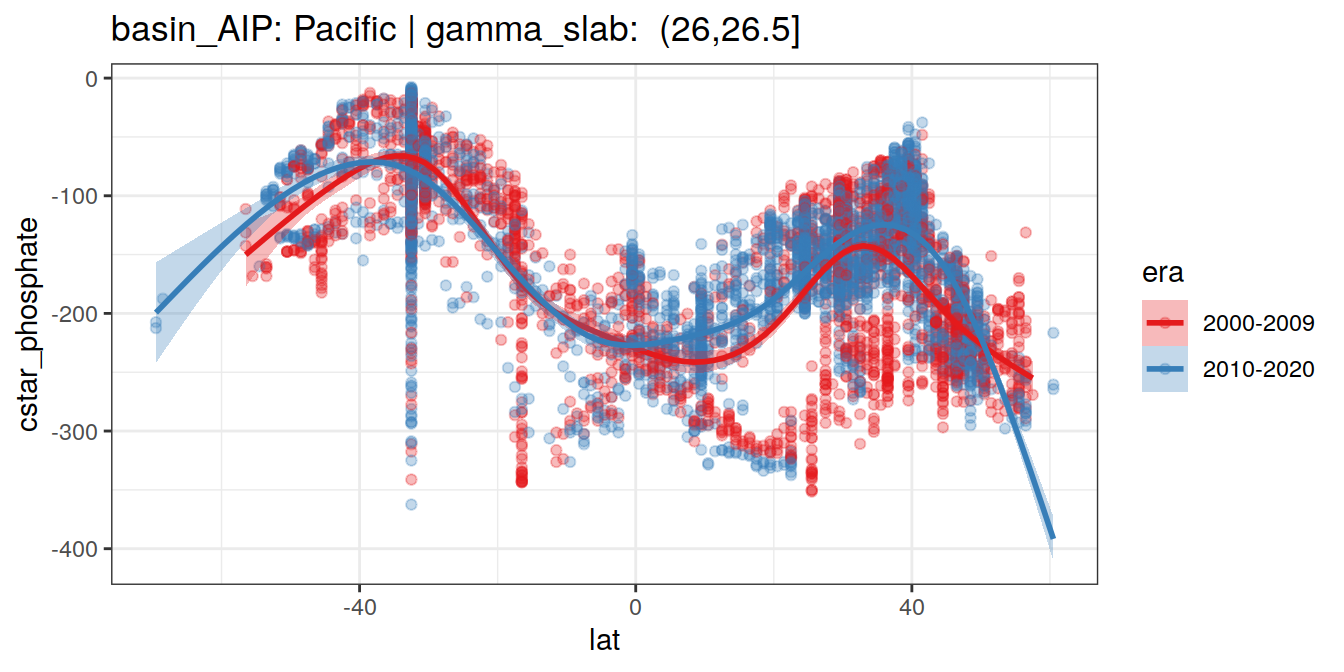 basin_AIP: Pacific | gamma_slab:  (26,26.5]
cstar_phosphate
0
-100
-200
-300
-400
-40
0
40
lat
era
2000-2009
2010-2020